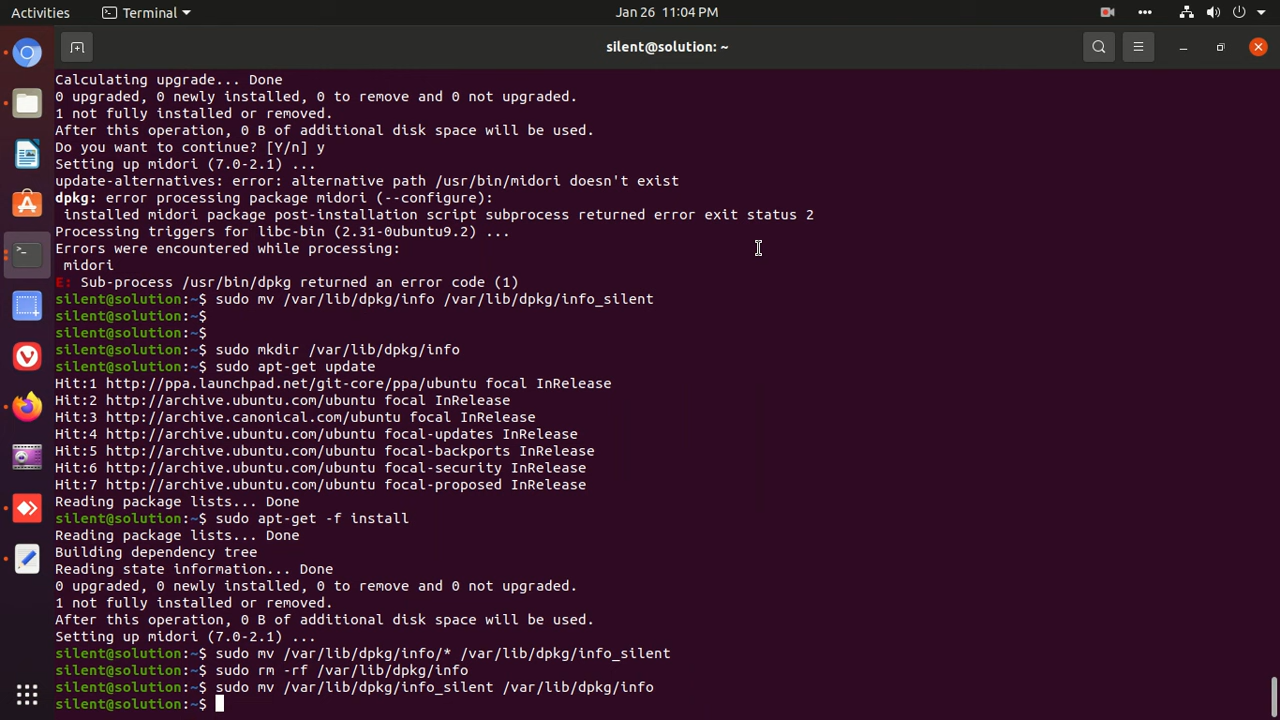 Activities
Terminal
Jan 26 11:04 PM
silent@solution: ~
Calculating upgrade... Done
0 upgraded, 0 newly installed, 0 to remove and 0 not upgraded.
1 not fully installed or removed.
After this operation, 0 B of additional disk space will be used.
Do you want to continue? [Y/n] y
Setting up midori (7.0-2.1) ...
update-alternatives: error: alternative path /usr/bin/midori doesn't exist
dpkg: error processing package midori (--configure):
 installed midori package post-installation script subprocess returned error exit status 2
Processing triggers for libc-bin (2.31-0ubuntu9.2) ...
Errors were encountered while processing:
 midori
E: Sub-process /usr/bin/dpkg returned an error code (1)
silent@solution:~$ sudo mv /var/lib/dpkg/info /var/lib/dpkg/info_silent
silent@solution:~$
silent@solution:~$
silent@solution:~$ sudo mkdir /var/lib/dpkg/info
silent@solution:~$ sudo apt-get update
Hit:1 http://ppa.launchpad.net/git-core/ppa/ubuntu focal InRelease
Hit:2 http://archive.ubuntu.com/ubuntu focal InRelease
Hit:3 http://archive.canonical.com/ubuntu focal InRelease
Hit:4 http://archive.ubuntu.com/ubuntu focal-updates InRelease
Hit:5 http://archive.ubuntu.com/ubuntu focal-backports InRelease
Hit:6 http://archive.ubuntu.com/ubuntu focal-security InRelease
Hit:7 http://archive.ubuntu.com/ubuntu focal-proposed InRelease
Reading package lists... Done
silent@solution:~$ sudo apt-get -f install
Reading package lists... Done
Building dependency tree
Reading state information... Done
0 upgraded, 0 newly installed, 0 to remove and 0 not upgraded.
1 not fully installed or removed.
After this operation, 0 B of additional disk space will be used.
Setting up midori (7.0-2.1) ...
silent@solution:~$ sudo mv /var/lib/dpkg/info/* /var/lib/dpkg/info_silent
silent@solution:~$ sudo rm -rf /var/lib/dpkg/info
silent@solution:~$ sudo mv /var/lib/dpkg/info_silent /var/lib/dpkg/info
silent@solution:~$